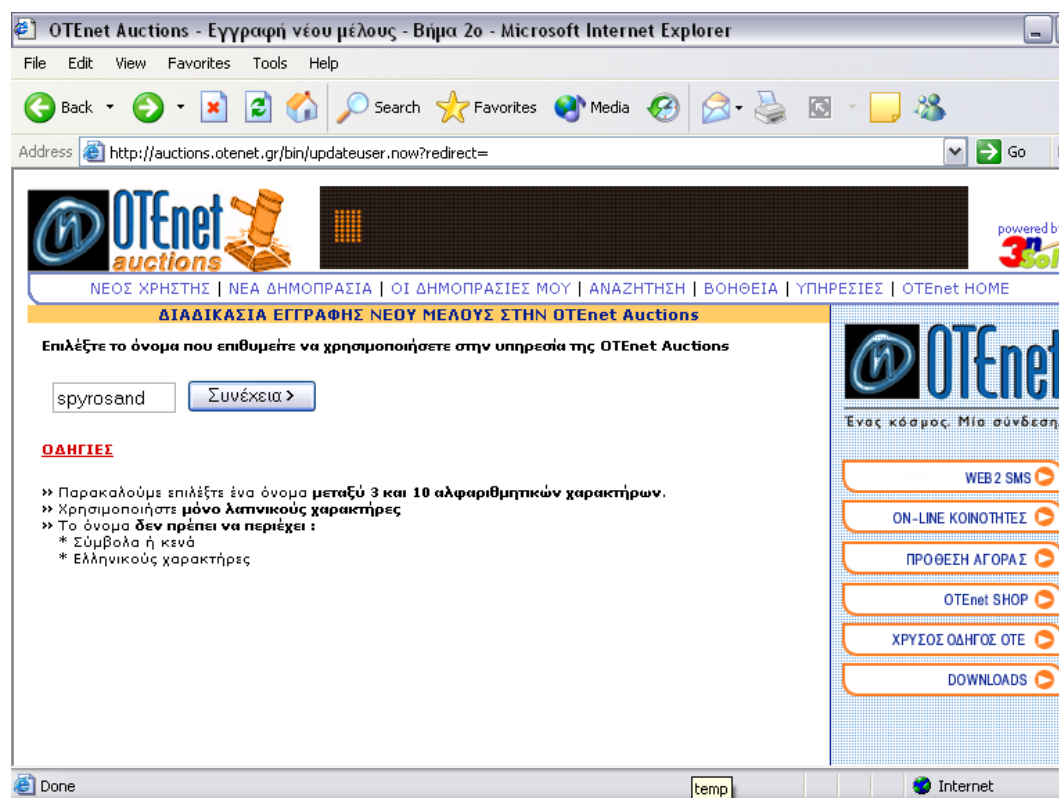 OTEnet Auctions - Εγγραφή νέου μέλους - Βήμα 2ο - Microsoft Internet Explorer
File Edit View Favorites Tools Help
Back Search Favorites Media
Address http://auctions.otenet.gr/bin/updateuser.now?redirect= Go
OTEnet
auctions
powered b
3n
Sol
ΝΕΟΣ ΧΡΗΣΤΗΣ | ΝΕΑ ΔΗΜΟΠΡΑΣΙΑ | ΟΙ ΔΗΜΟΠΡΑΣΙΕΣ ΜΟΥ | ΑΝΑΖΗΤΗΣΗ | ΒΟΗΘΕΙΑ | ΥΠΗΡΕΣΙΕΣ | OTEnet HOME
ΔΙΑΔΙΚΑΣΙΑ ΕΓΓΡΑΦΗΣ ΝΕΟΥ ΜΕΛΟΥΣ ΣΤΗΝ OTEnet Auctions
Επιλέξτε το όνομα που επιθυμείτε να χρησιμοποιήσετε στην υπηρεσία της OTEnet Auctions
spyrosand Συνέχεια >
ΟΔΗΓΙΕΣ
» Παρακαλούμε επιλέξτε ένα όνομα μεταξύ 3 και 10 αλφαριθμητικών χαρακτήρων.
» Χρησιμοποιήστε μόνο λατινικούς χαρακτήρες
» Το όνομα δεν πρέπει να περιέχει :
* Σύμβολα ή κενά
* Ελληνικούς χαρακτήρες
OTEnet
Ένας κόσμος. Μία σύνδεση.
WEB 2 SMS
ON-LINE ΚΟΙΝΟΤΗΤΕΣ
ΠΡΟΘΕΣΗ ΑΓΟΡΑΣ
OTEnet SHOP
ΧΡΥΣΟΣ ΟΔΗΓΟΣ ΟΤΕ
DOWNLOADS
Done temp Internet